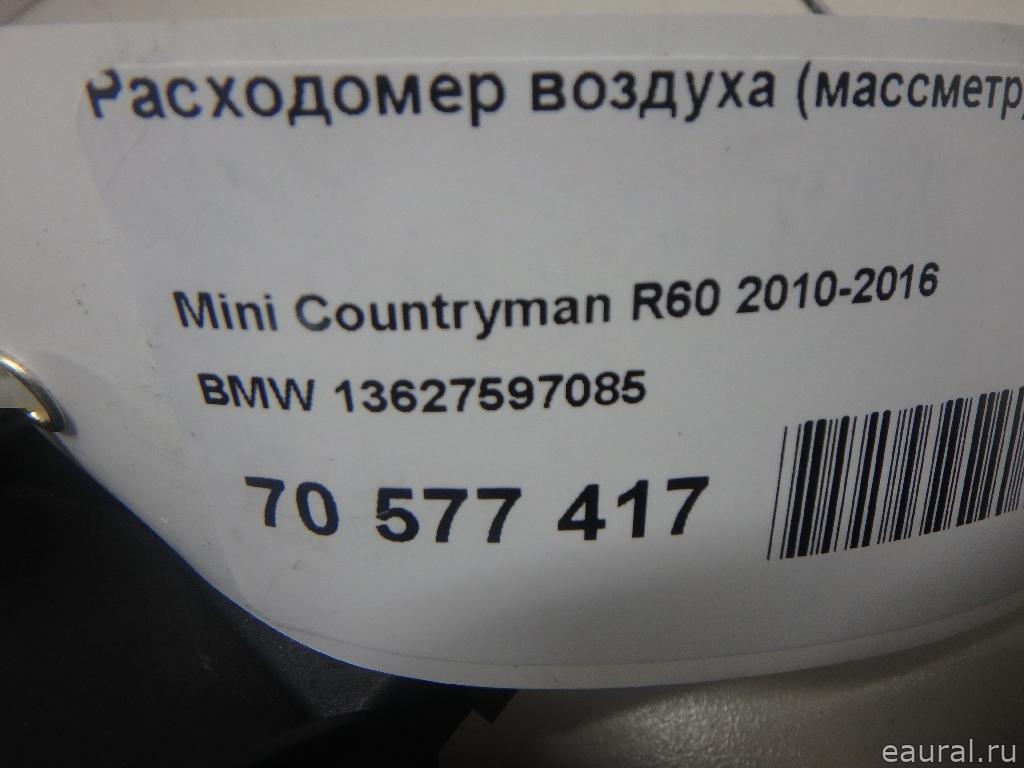 Расходомер воздуха (массметр
Mini Countryman R60 2010-2016
BMW 13627597085
70 577 417
eaural.ru